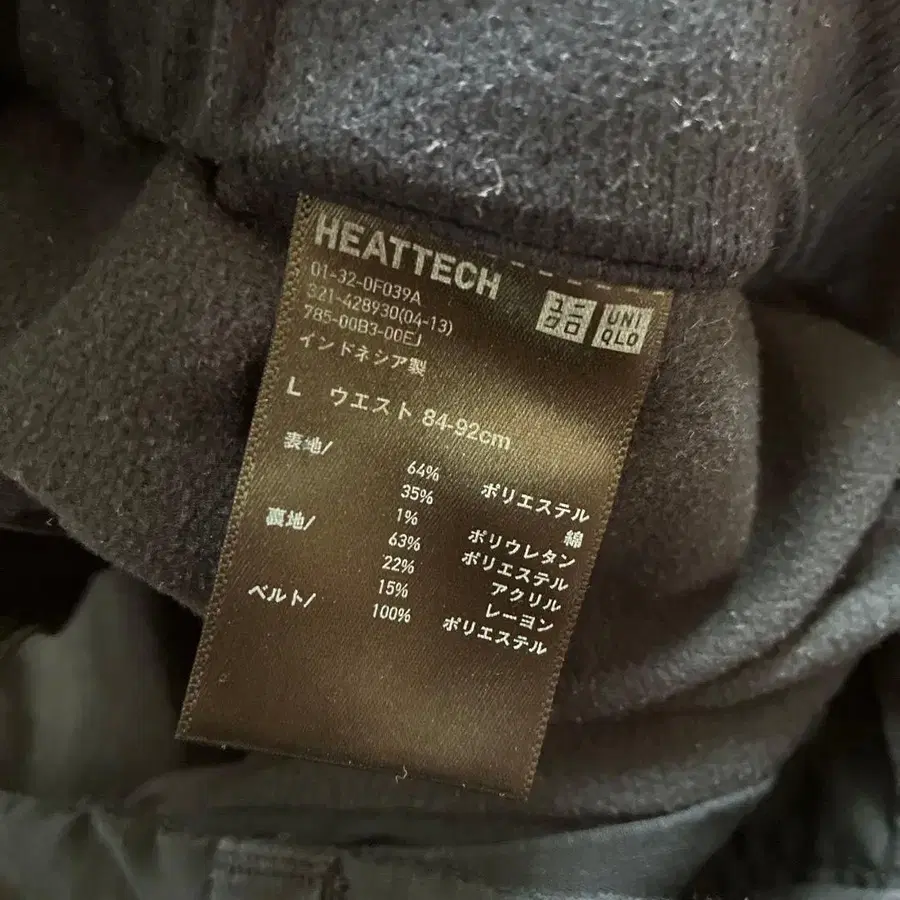 HEATTECH
01-32-0F039A
321-428930(04-13)
785-00B3-00EJ
インドネシア製
ユニ
クロ
UNI
QLO
L ウエスト 84-92cm
表地/
64% ポリエステル
35% 綿
1% ポリウレタン
裏地/
63% ポリエステル
22% アクリル
15% レーヨン
ベルト/
100% ポリエステル